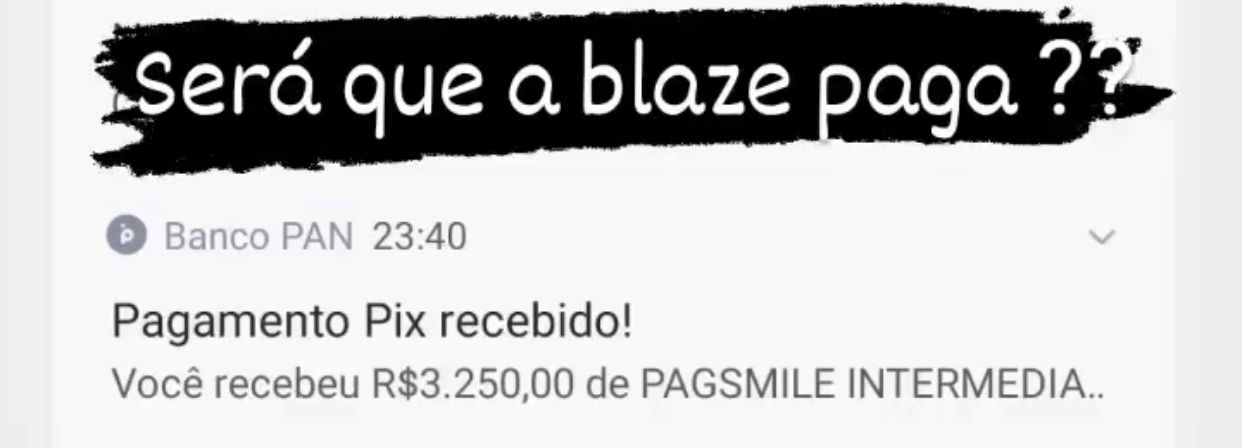 Será que a blaze paga ??
Banco PAN 23:40
Pagamento Pix recebido!
Você recebeu R$3.250,00 de PAGSMILE INTERMEDIA..